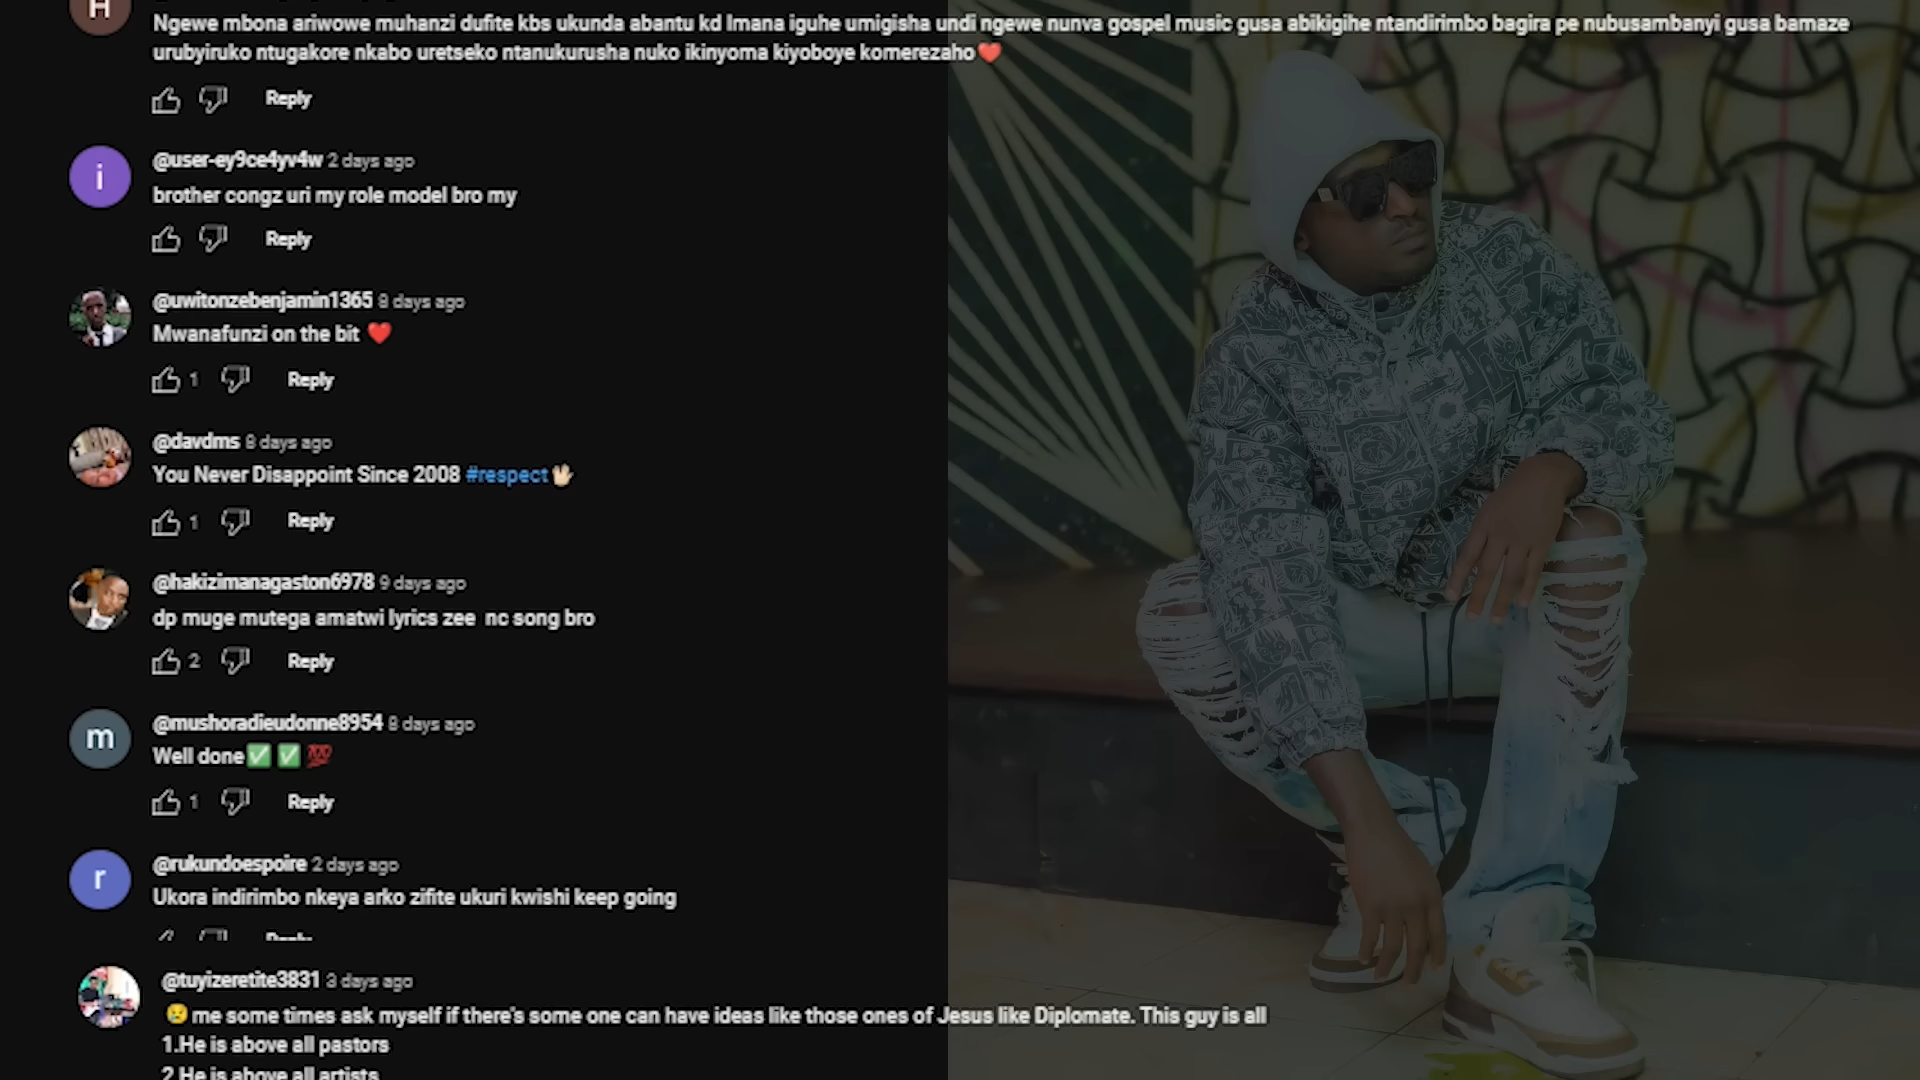 H
Ngewe mbona ariwowe muhanzi dufite kbs ukunda abantu kd Imana iguhe umigisha undi ngewe nunva gospel music gusa abikigihe ntandirimbo bagira pe nubusambanyi gusa bamaze
urubyiruko ntugakore nkabo uretseko ntanukurusha nuko ikinyoma kiyoboye komerezaho❤️
Reply
i
@user-ey9ce4yv4w 2 days ago
brother congz uri my role model bro my
Reply
@uwitonzebenjamin1365 8 days ago
Mwanafunzi on the bit ❤️
1 Reply
@davdms 8 days ago
You Never Disappoint Since 2008 #respect🖖🏻
1 Reply
@hakizimanagaston6978 9 days ago
dp muge mutega amatwi lyrics zee nc song bro
2 Reply
m
@mushoradieudonne8954 8 days ago
Well done✅ ✅ 💯
1 Reply
r
@rukundoespoire 2 days ago
Ukora indirimbo nkeya arko zifite ukuri kwishi keep going
Reply
@tuyizeretite3831 3 days ago
😢 me some times ask myself if there's some one can have ideas like those ones of Jesus like Diplomate. This guy is all
1.He is above all pastors
2.He is above all artists